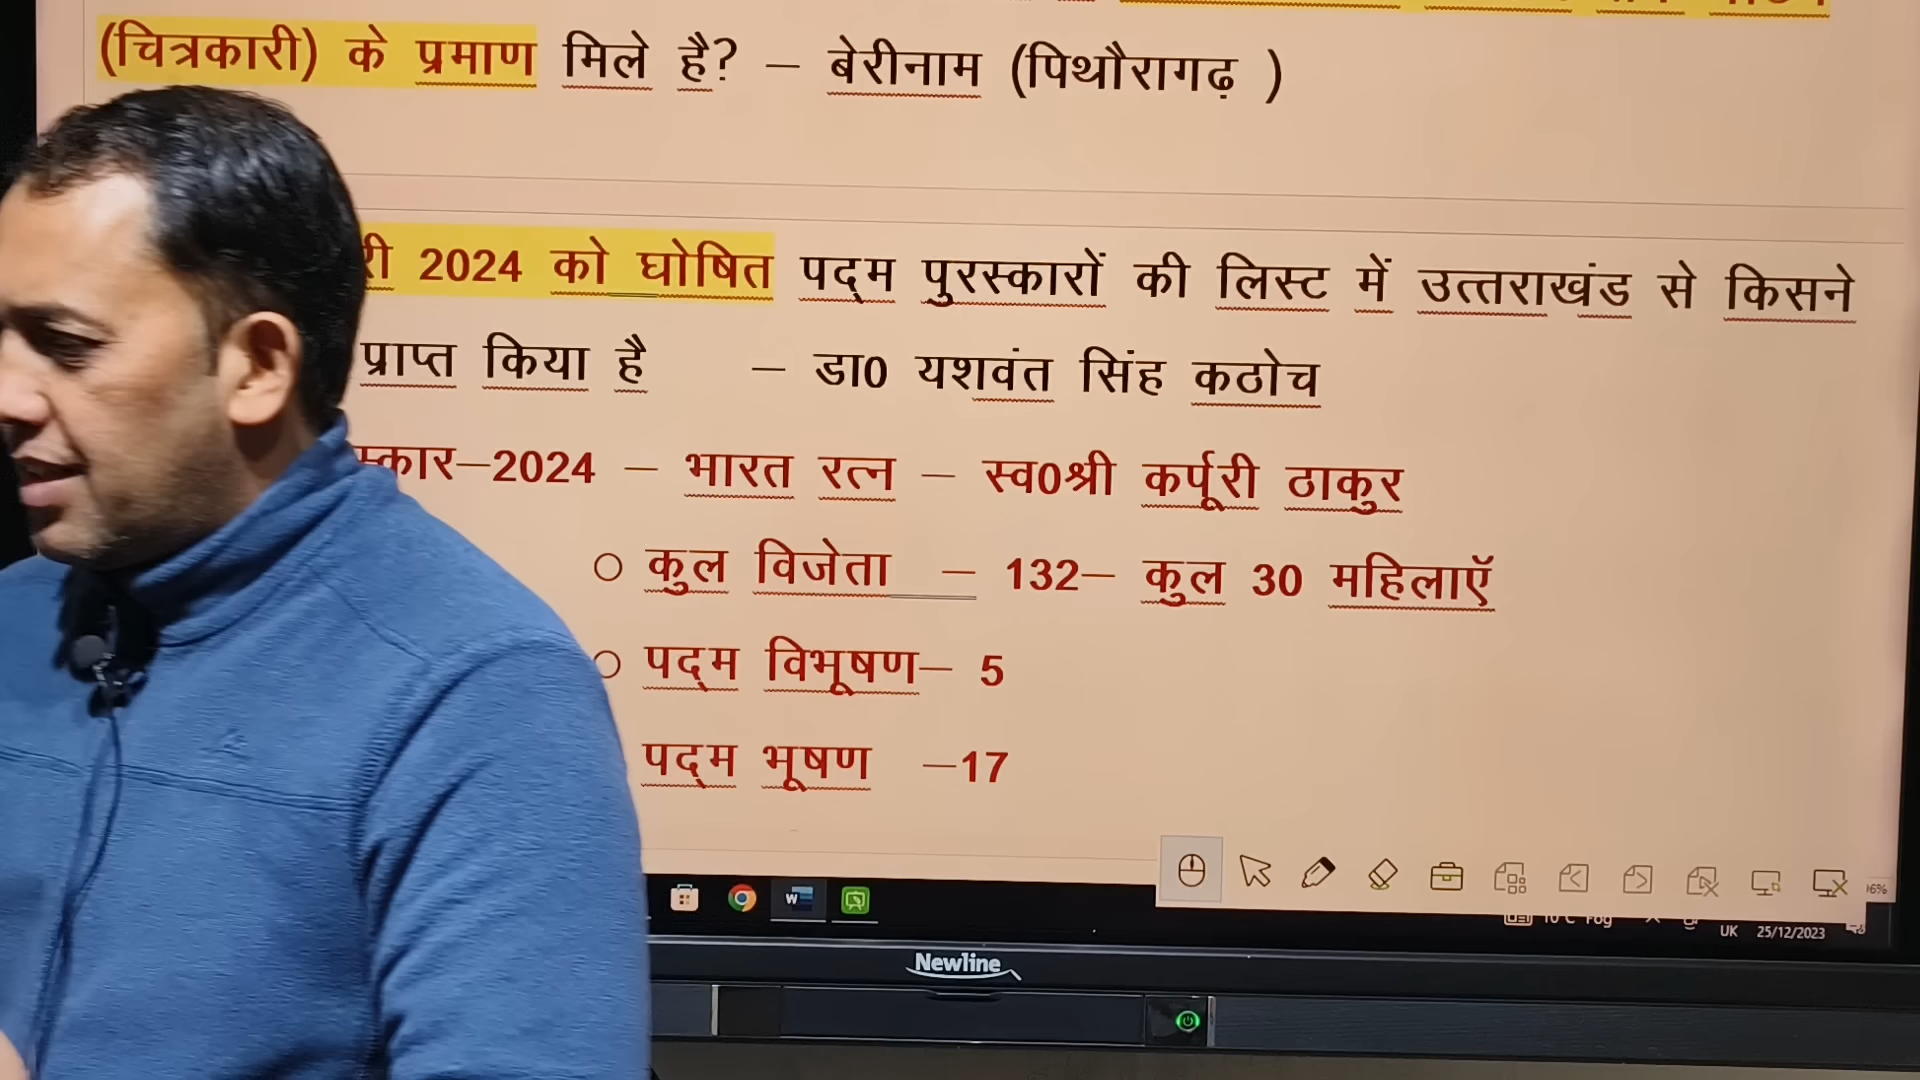 (चित्रकारी) के प्रमाण मिले है? – बेरीनाम (पिथौरागढ़ )
2024 को घोषित पद्म पुरस्कारों की लिस्ट में उत्तराखंड से किसने
प्राप्त किया है – डा0 यशवंत सिंह कठोच
स्कार–2024 – भारत रत्न – स्व0श्री कर्पूरी ठाकुर
कुल विजेता – 132– कुल 30 महिलाएँ
पद्म विभूषण– 5
पद्म भूषण –17
UK 25/12/2023
Newline